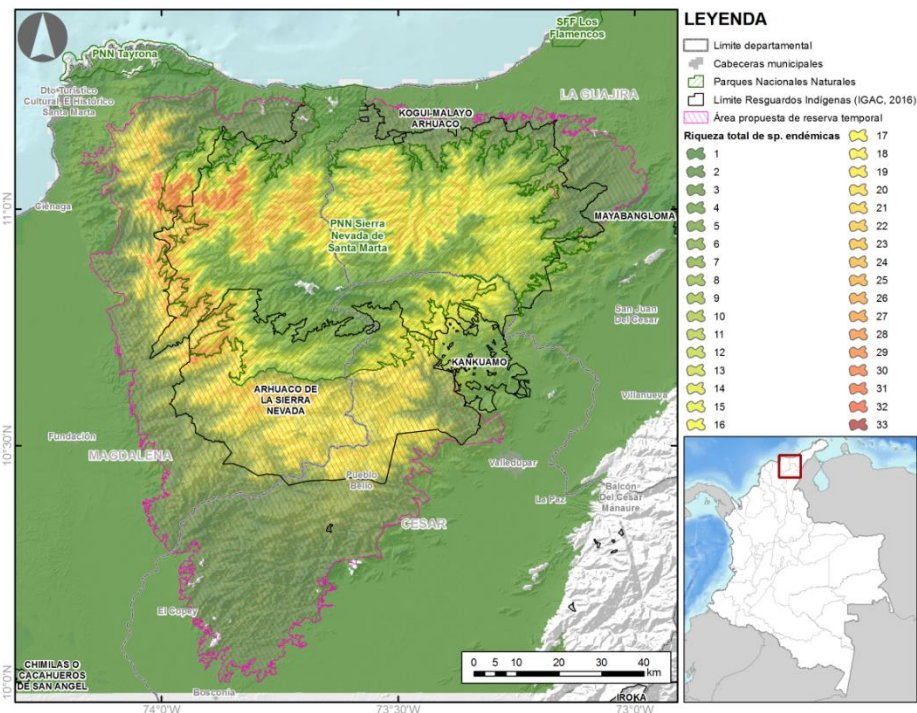 SFF Los
Flamencos
PNN Tayrona
Dto Turistico
Cultural, E Histórico
Santa Marta
LA GUAJIRA
KOGUI-MALAYO
ARHUACO
Ciénaga
11°0'N
MAYABANGLOMA
PNN Sierra
Nevada de
Santa Marta
San Juan
Del Cesar
KANKUAMO
ARHUACO DE
LA SIERRA
NEVADA
Villanueva
Fundación
MAGDALENA
10°30'N
Valledupar
Pueblo
Bello
La Paz
Balcón
Del Cesar
Manaure
CESAR
El Copey
CHIMILAS O
CACAHUEROS
DE SAN ANGEL
10°0'N
Bosconia
IROKA
0 5 10 20 30 40
km
74°0'W
73°30'W
73°0'W
LEYENDA
Limite departamental
Cabeceras municipales
Parques Nacionales Naturales
Límite Resguardos Indígenas (IGAC, 2016)
Área propuesta de reserva temporal
Riqueza total de sp. endémicas
1
2
3
4
5
6
7
8
9
10
11
12
13
14
15
16
17
18
19
20
21
22
23
24
25
26
27
28
29
30
31
32
33